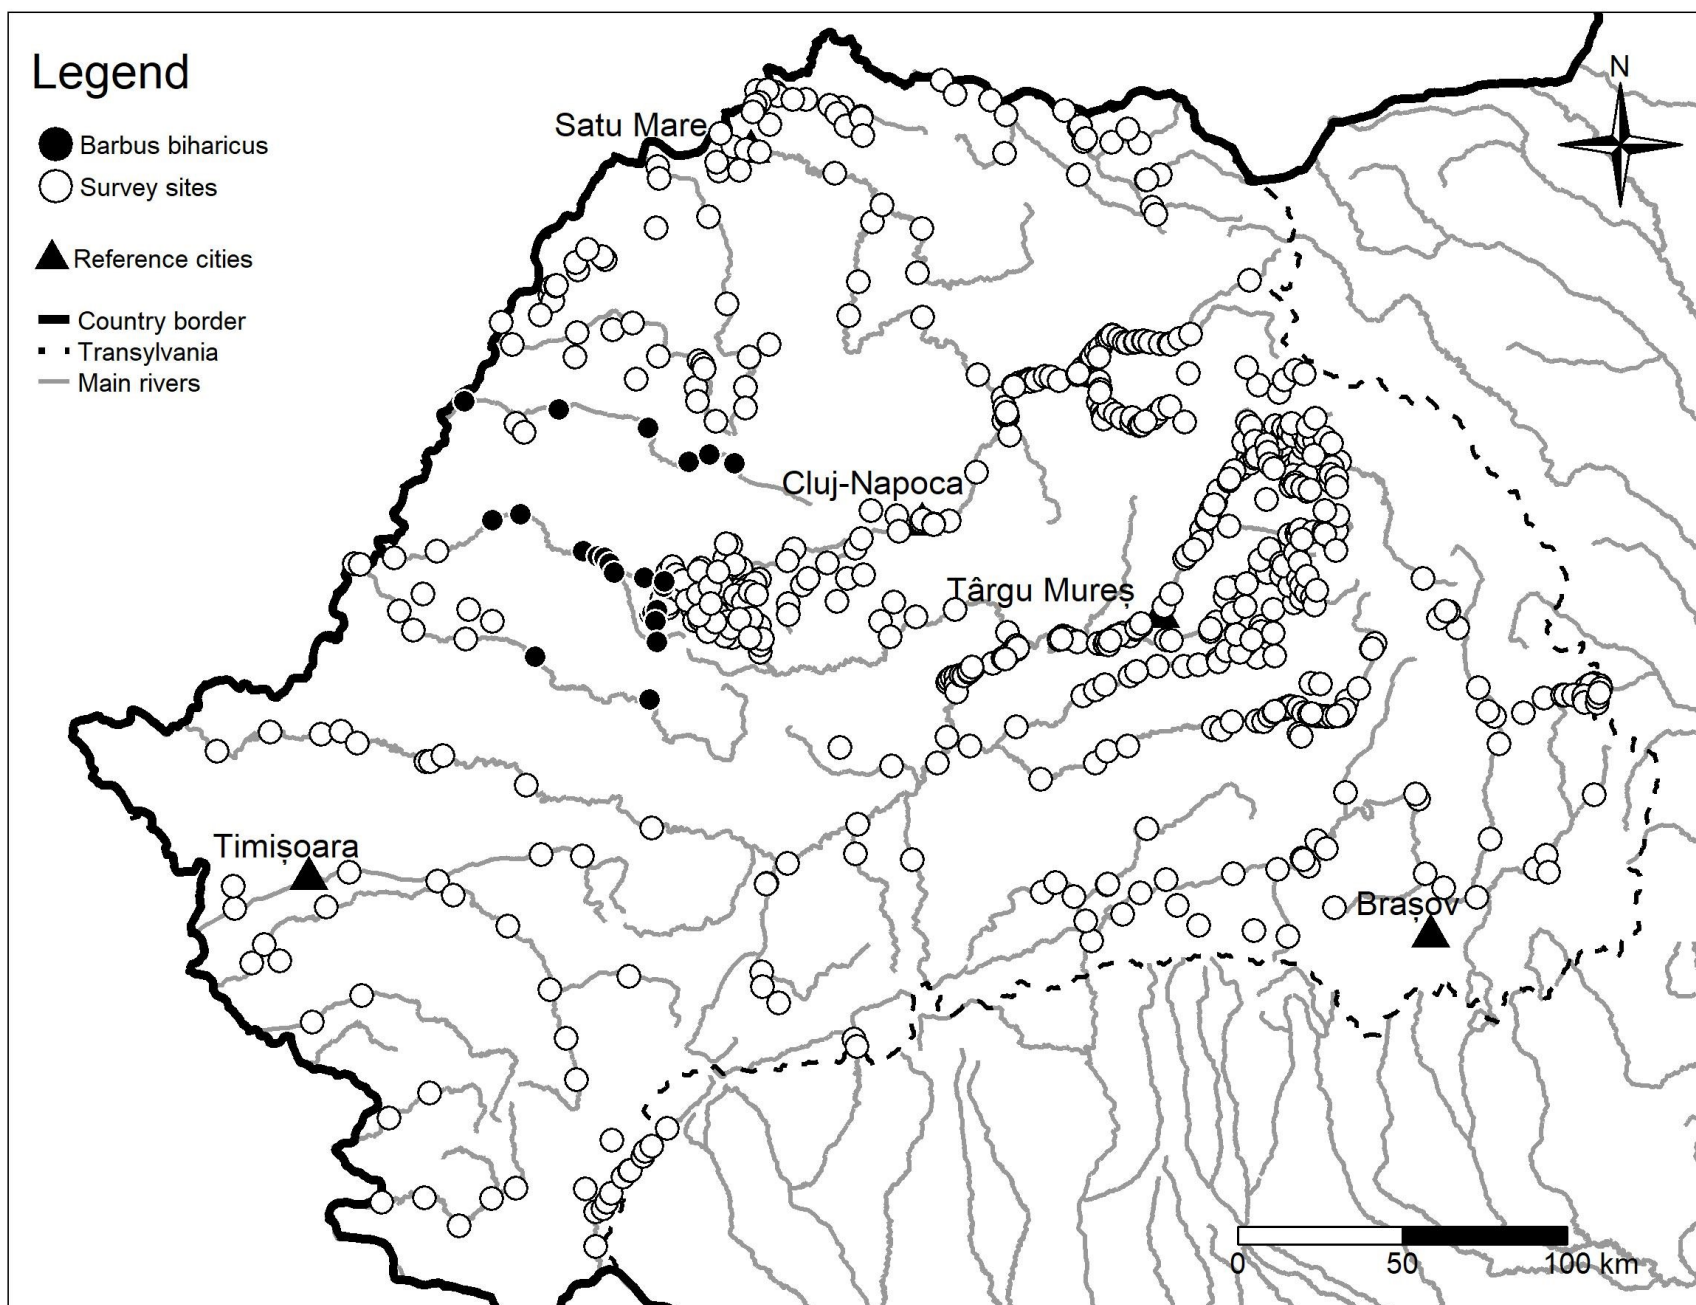 Legend
Barbus biharicus
Survey sites
Reference cities
Country border
Transylvania
Main rivers
N
Satu Mare
Cluj-Napoca
Târgu Mureș
Timișoara
Brașov
0 50 100 km